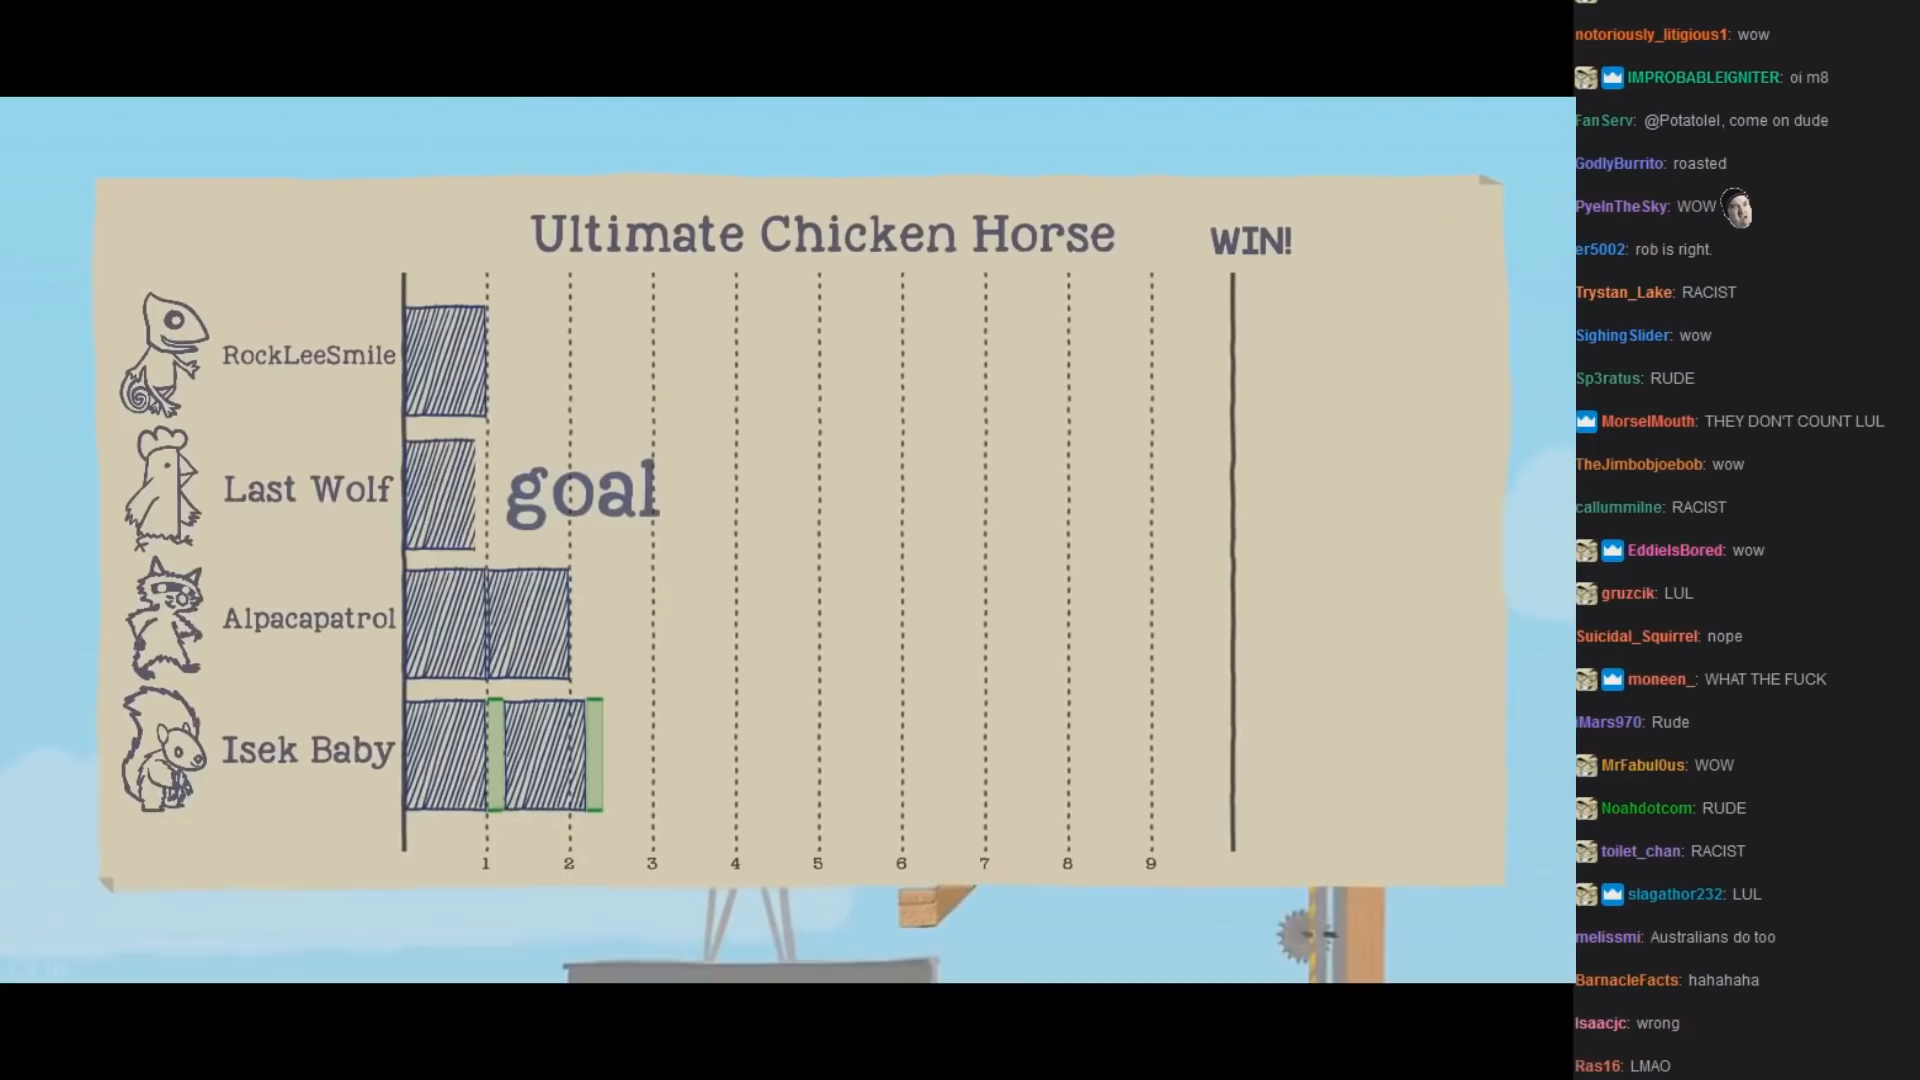 Ultimate Chicken Horse
WIN!
RockLeeSmile
Last Wolf
goal
Alpacapatrol
Isek Baby
1 2 3 4 5 6 7 8 9
notoriously_litigious1: wow
IMPROBABLEIGNITER: oi m8
FanServ: @Potatolel, come on dude
GodlyBurrito: roasted
PyeInTheSky: WOW
er5002: rob is right.
Trystan_Lake: RACIST
SighingSlider: wow
Sp3ratus: RUDE
MorselMouth: THEY DON'T COUNT LUL
TheJimbobjoebob: wow
callummilne: RACIST
EddieIsBored: wow
gruzcik: LUL
Suicidal_Squirrel: nope
moneen_: WHAT THE FUCK
iMars970: Rude
MrFabul0us: WOW
Noahdotcom: RUDE
toilet_chan: RACIST
slagathor232: LUL
melissmi: Australians do too
BarnacleFacts: hahahaha
Isaacjc: wrong
Ras16: LMAO